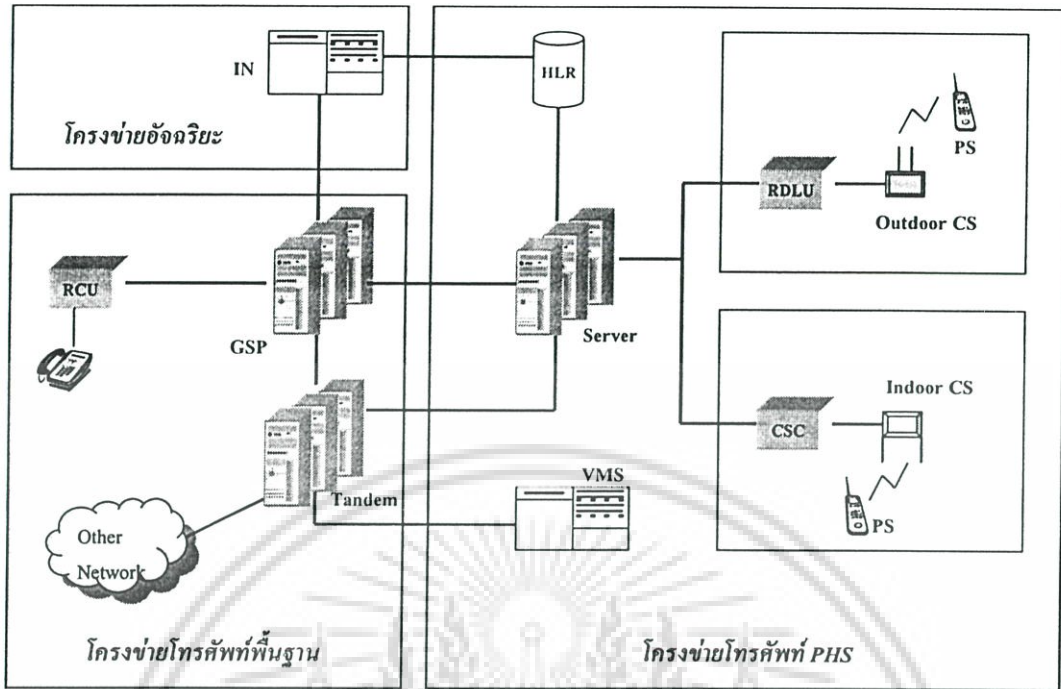 IN
HLR
โครงข่ายอัจฉริยะ
PS
RDLU
Outdoor CS
RCU
GSP
Server
Indoor CS
CSC
PS
Tandem
VMS
Other
Network
โครงข่ายโทรศัพท์พื้นฐาน
โครงข่ายโทรศัพท์ PHS